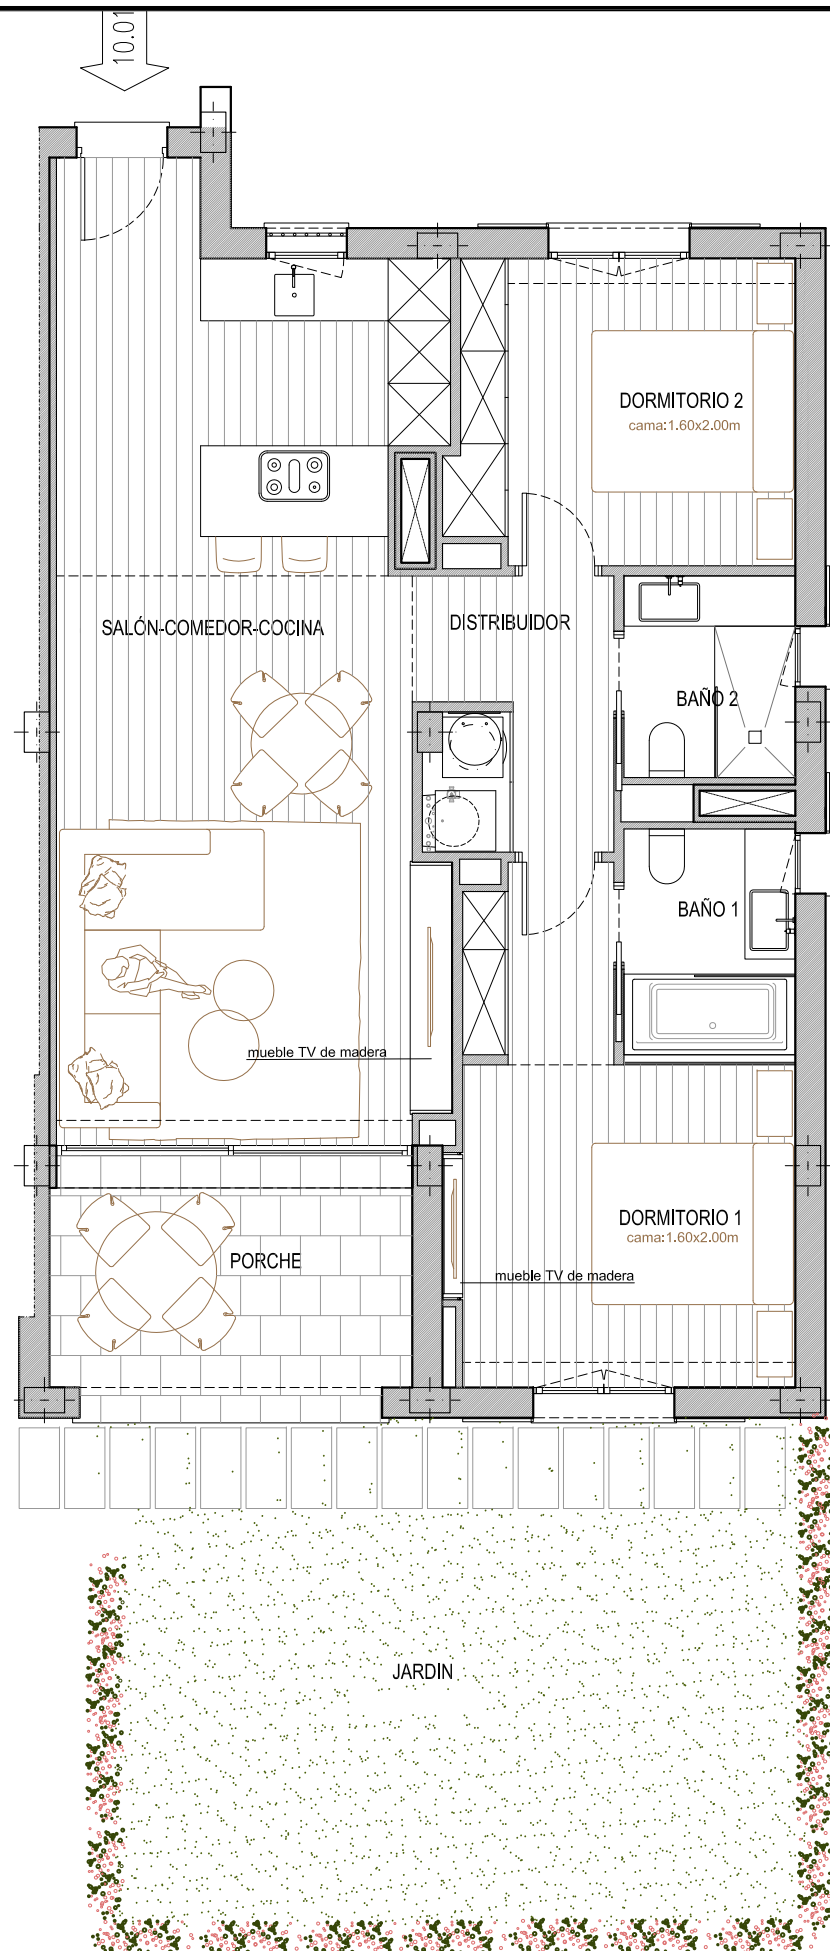 10.01
DORMITORIO 2
cama:1.60x2.00m
SALÓN-COMEDOR-COCINA
DISTRIBUIDOR
BAÑO 2
BAÑO 1
mueble TV de madera
DORMITORIO 1
cama:1.60x2.00m
PORCHE
mueble TV de madera
JARDIN